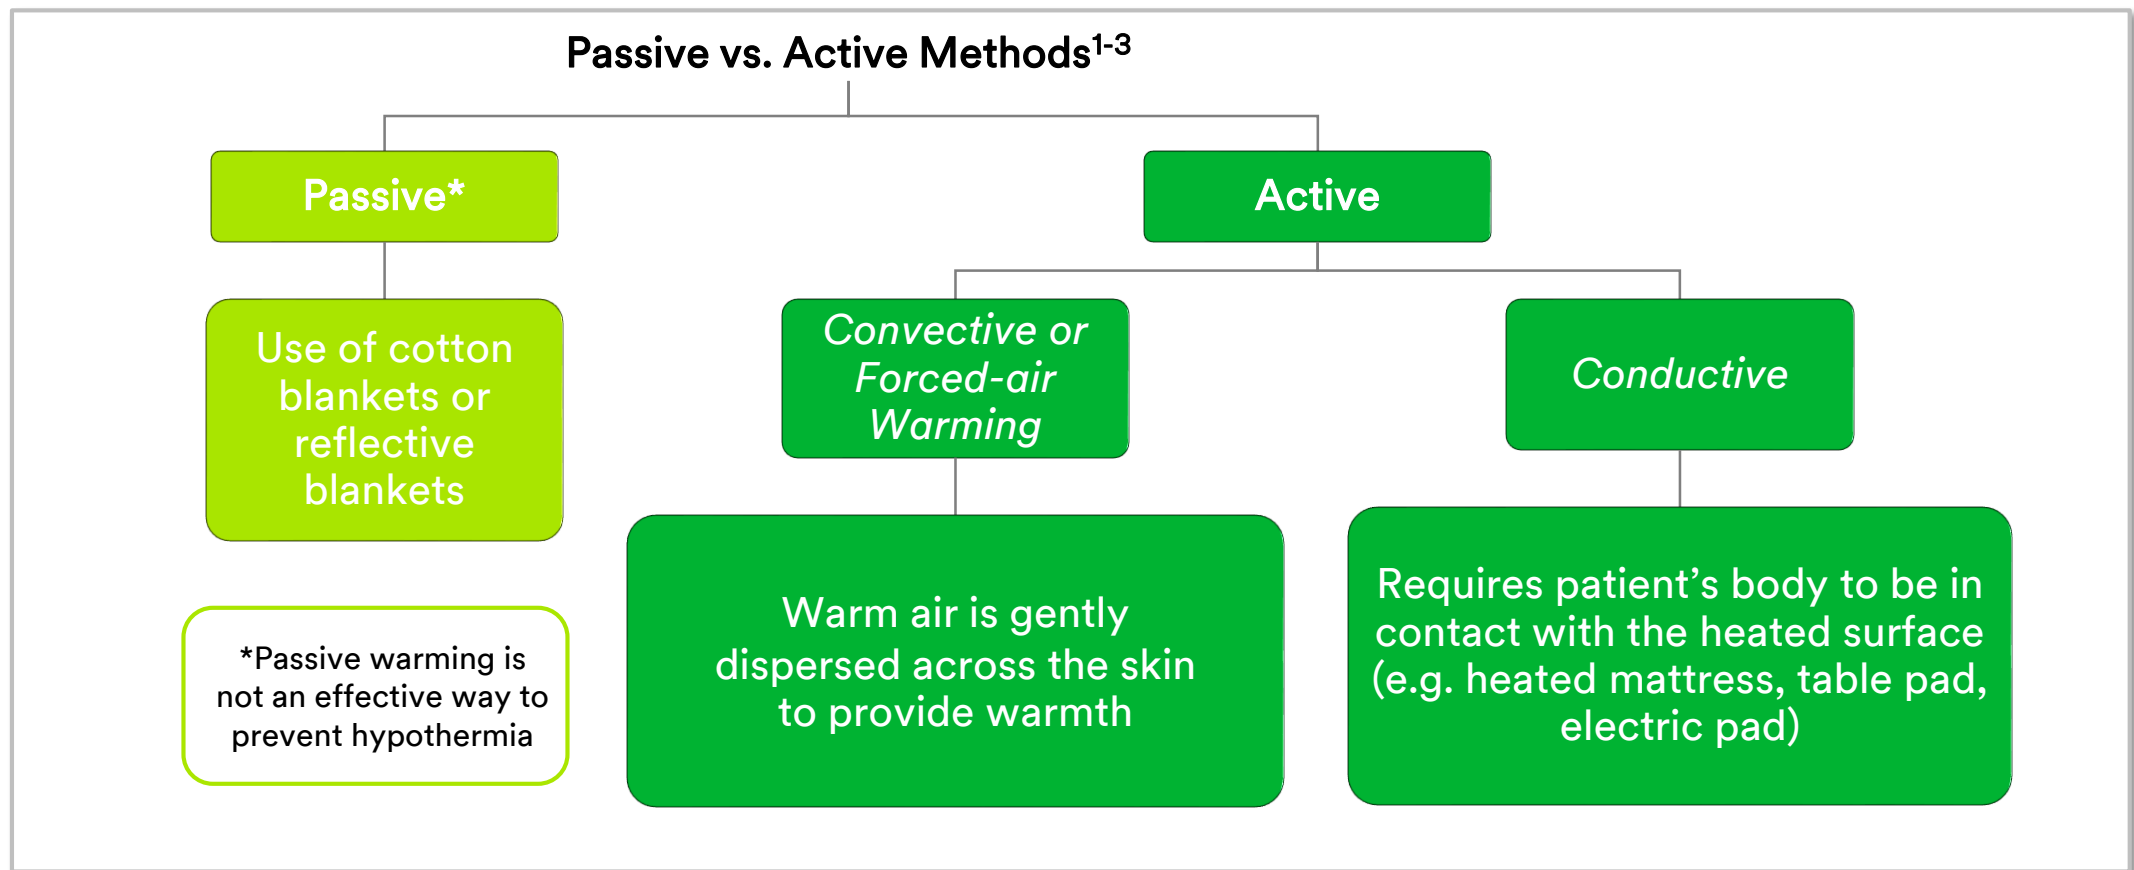 Passive vs. Active Methods¹⁻³
Passive*
Active
Use of cotton
blankets or
reflective
blankets
Convective or
Forced-air
Warming
Conductive
*Passive warming is
not an effective way to
prevent hypothermia
Warm air is gently
dispersed across the skin
to provide warmth
Requires patient’s body to be in
contact with the heated surface
(e.g. heated mattress, table pad,
electric pad)